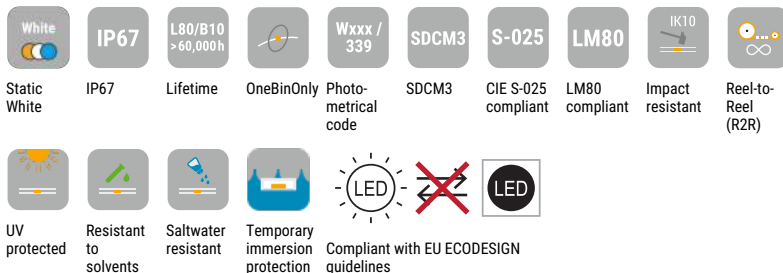 White
IP67
L80/B10
>60,000h
Wxxx /
339
SDCM3
S-025
LM80
IK10
Static
White
IP67
Lifetime
OneBinOnly
Photo-
metrical
code
SDCM3
CIE S-025
compliant
LM80
compliant
Impact
resistant
Reel-to-
Reel
(R2R)
LED
LED
UV
protected
Resistant
to
solvents
Saltwater
resistant
Temporary
immersion
protection
Compliant with EU ECODESIGN
guidelines